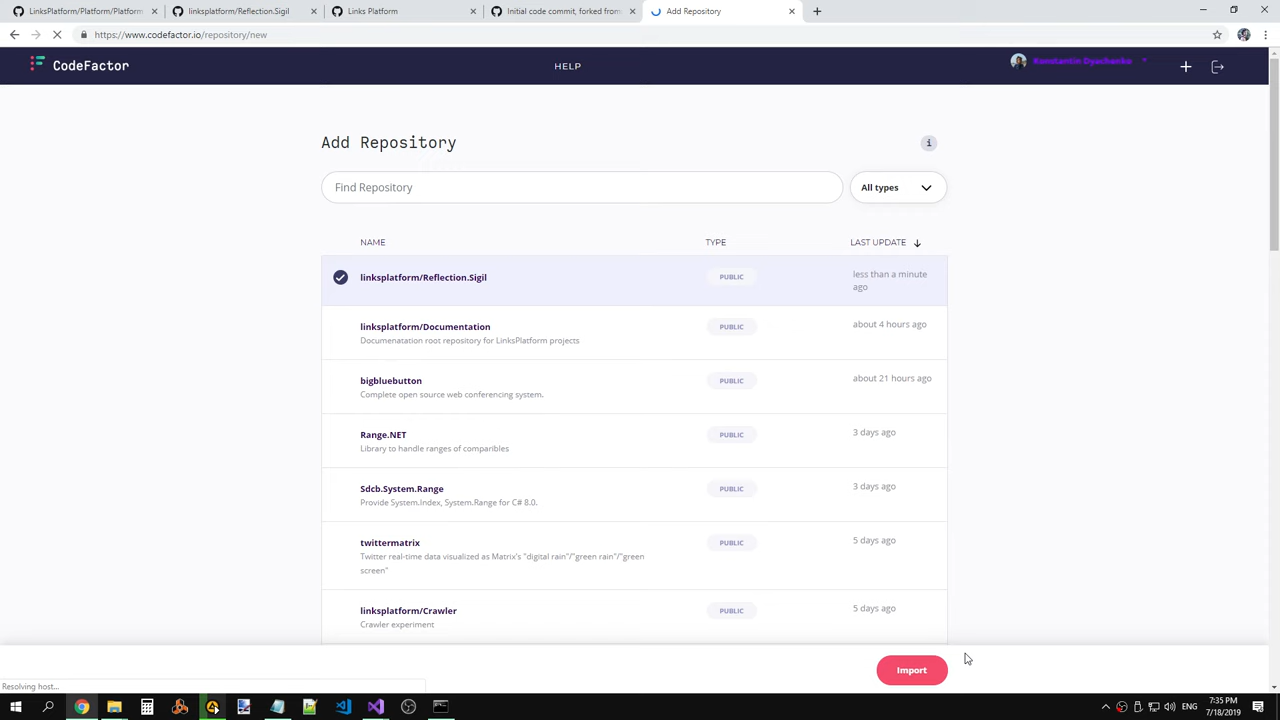 LinksPlatform/Platform/Platform
linksplatform/Reflection.Sigil
Links Platform
Initial code commit, forked from
Add Repository
https://www.codefactor.io/repository/new
CodeFactor
HELP
Konstantin Dyachenko
Add Repository
i
Find Repository
All types
NAME
TYPE
LAST UPDATE
linksplatform/Reflection.Sigil
PUBLIC
less than a minute
ago
linksplatform/Documentation
Documenatation root repository for LinksPlatform projects
PUBLIC
about 4 hours ago
bigbluebutton
Complete open source web conferencing system.
PUBLIC
about 21 hours ago
Range.NET
Library to handle ranges of comparibles
PUBLIC
3 days ago
Sdcb.System.Range
Provide System.Index, System.Range for C# 8.0.
PUBLIC
3 days ago
twittermatrix
Twitter real-time data visualized as Matrix's "digital rain"/"green rain"/"green
screen"
PUBLIC
5 days ago
linksplatform/Crawler
Crawler experiment
PUBLIC
5 days ago
Import
Resolving host...
ENG
7:35 PM
7/18/2019